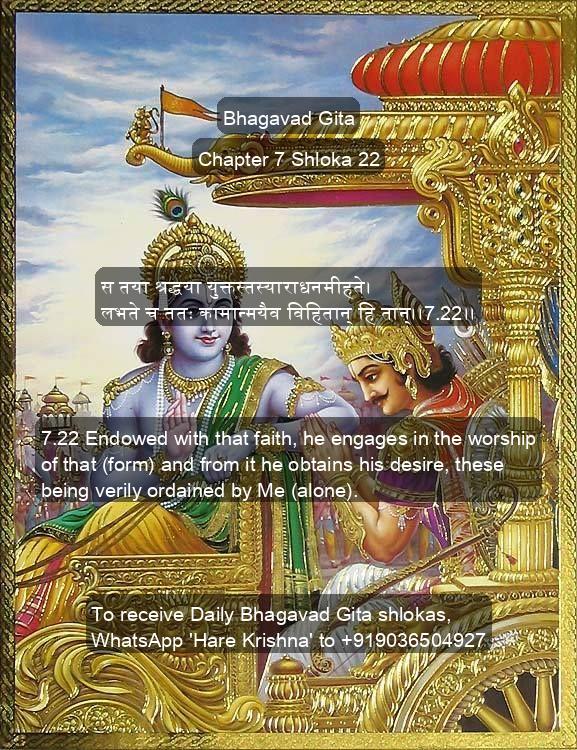 Bhagavad Gita
Chapter 7 Shloka 22
स तया श्रद्धया युक्तस्तस्याराधनमीहते।
लभते च ततः कामान्मयैव विहितान् हि तान्।।7.22।।
7.22 Endowed with that faith, he engages in the worship
of that (form) and from it he obtains his desire, these
being verily ordained by Me (alone).
To receive Daily Bhagavad Gita shlokas,
WhatsApp 'Hare Krishna' to +919036504927